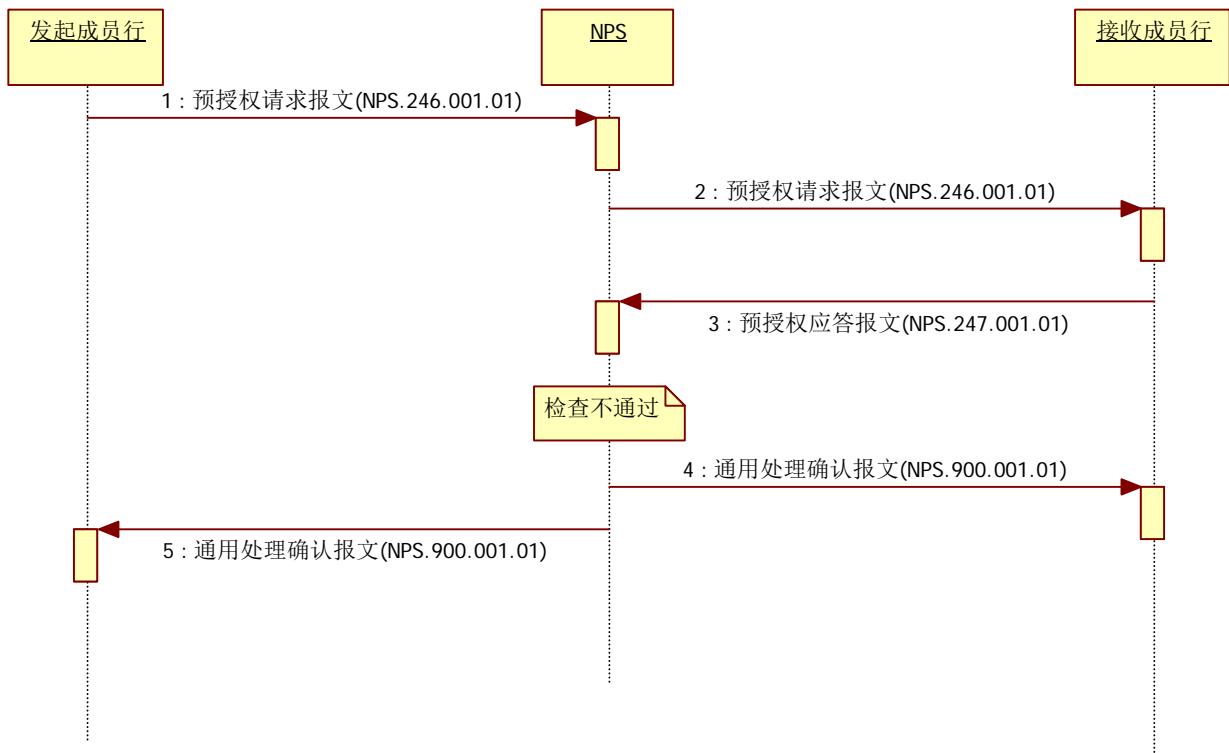 发起成员行
NPS
接收成员行
1 : 预授权请求报文(NPS.246.001.01)
2 : 预授权请求报文(NPS.246.001.01)
3 : 预授权应答报文(NPS.247.001.01)
检查不通过
4 : 通用处理确认报文(NPS.900.001.01)
5 : 通用处理确认报文(NPS.900.001.01)